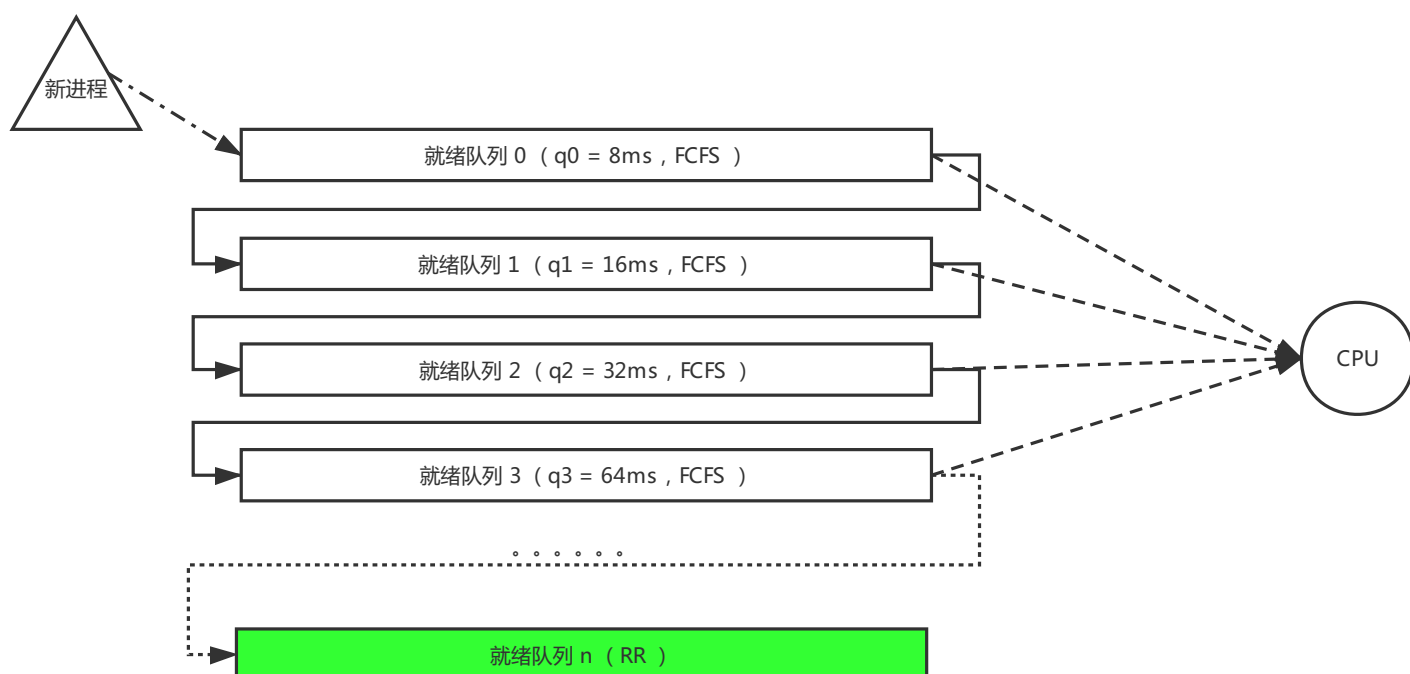 新进程
就绪队列 0 ( q0 = 8ms , FCFS )
就绪队列 1 ( q1 = 16ms , FCFS )
就绪队列 2 ( q2 = 32ms , FCFS )
CPU
就绪队列 3 ( q3 = 64ms , FCFS )
。。。。。。
就绪队列 n ( RR )